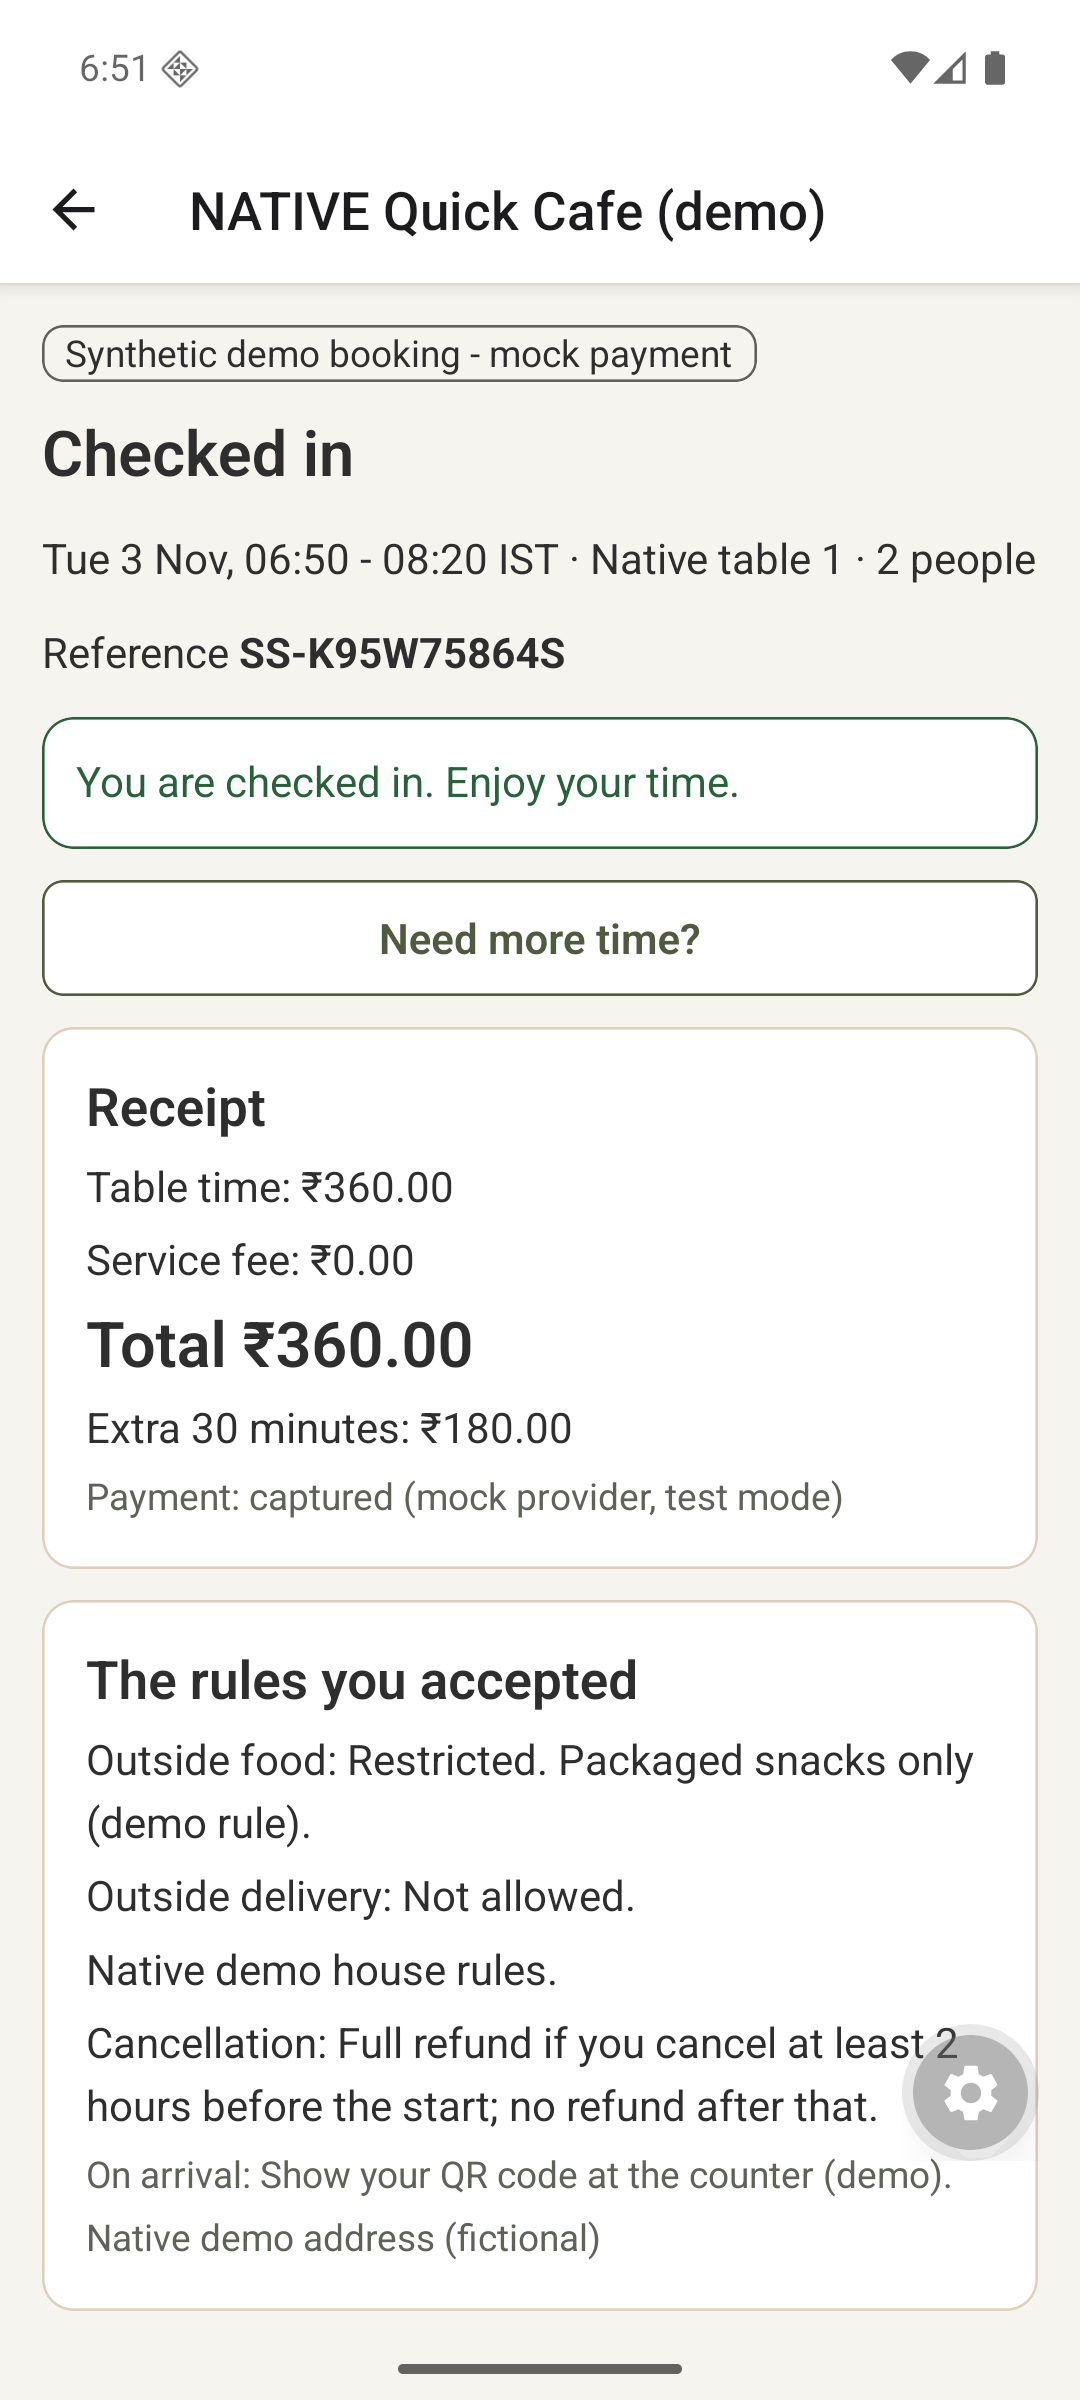 6:51
NATIVE Quick Cafe (demo)
Synthetic demo booking - mock payment
Checked in
Tue 3 Nov, 06:50 - 08:20 IST · Native table 1 · 2 people
Reference SS-K95W75864S
You are checked in. Enjoy your time.
Need more time?
Receipt
Table time: ₹360.00
Service fee: ₹0.00
Total ₹360.00
Extra 30 minutes: ₹180.00
Payment: captured (mock provider, test mode)
The rules you accepted
Outside food: Restricted. Packaged snacks only
(demo rule).
Outside delivery: Not allowed.
Native demo house rules.
Cancellation: Full refund if you cancel at least 2
hours before the start; no refund after that.
On arrival: Show your QR code at the counter (demo).
Native demo address (fictional)